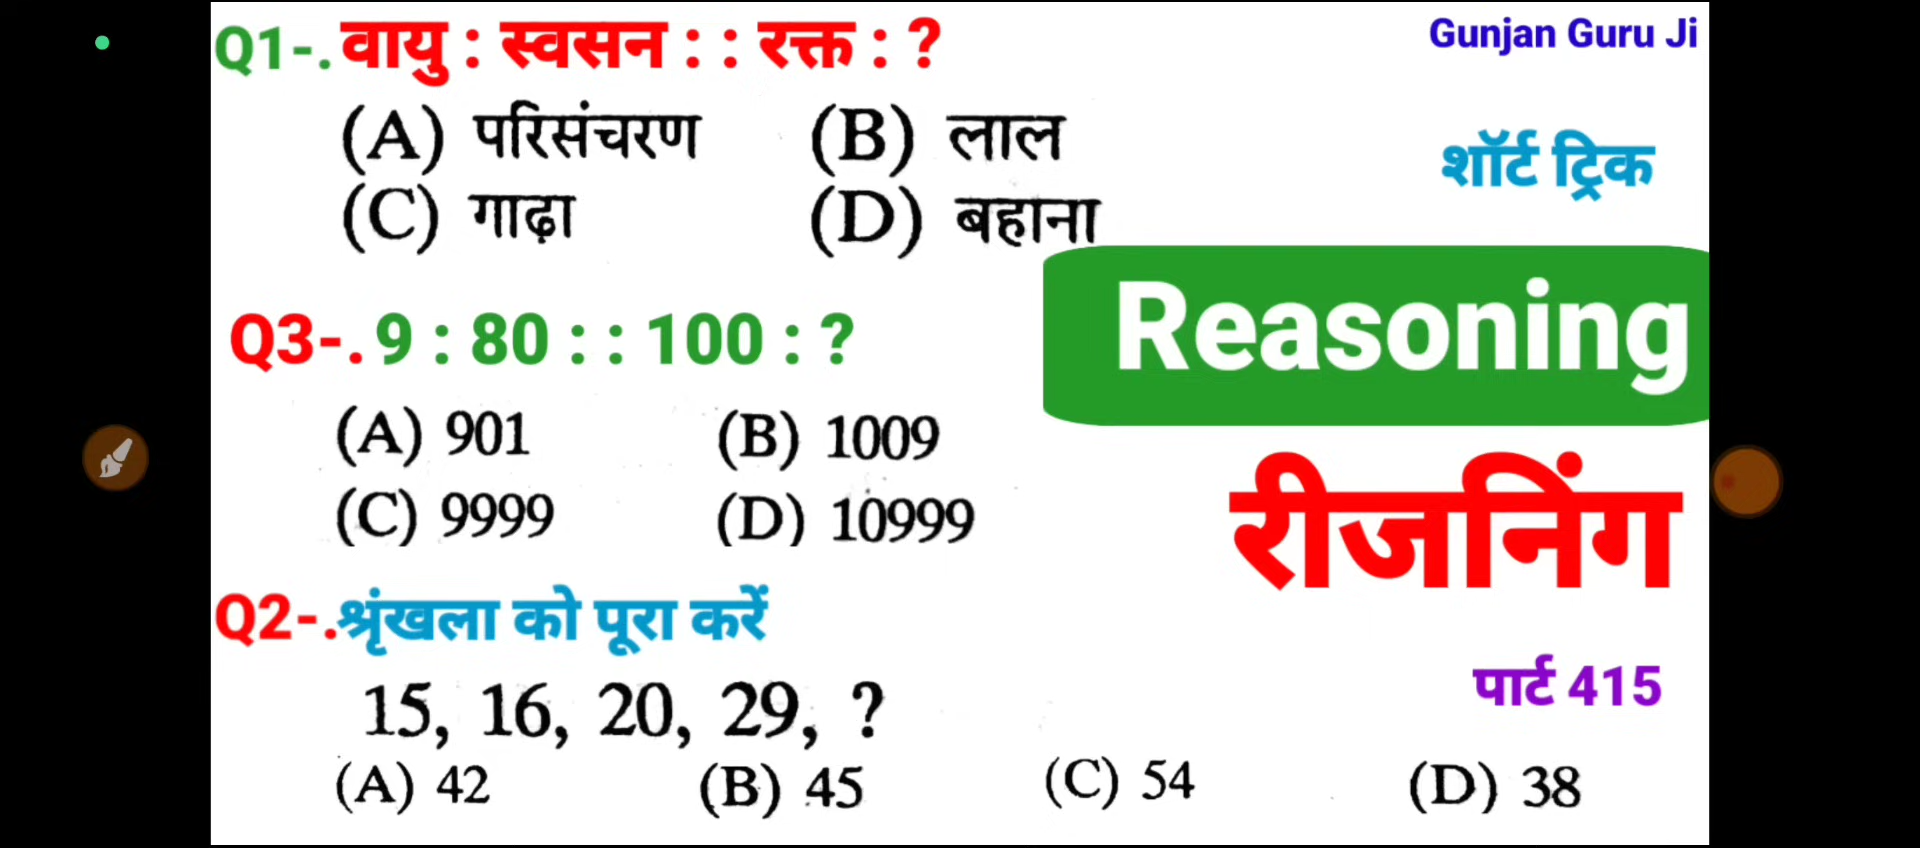 Q1-. वायु : स्वसन : : रक्त : ?
Gunjan Guru Ji
(A) परिसंचरण (B) लाल
शॉर्ट ट्रिक
(C) गाढ़ा (D) बहाना
Reasoning
Q3-. 9 : 80 : : 100 : ?
(A) 901 (B) 1009
(C) 9999 (D) 10999
रीजनिंग
Q2-. श्रृंखला को पूरा करें
15, 16, 20, 29, ?
पार्ट 415
(A) 42 (B) 45 (C) 54 (D) 38